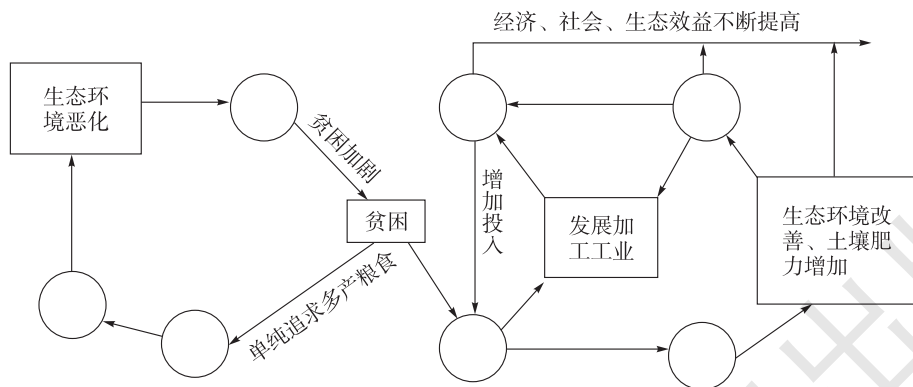 经济、社会、生态效益不断提高
生态环
境恶化
贫困加剧
贫困
单纯追求多产粮食
增加投入
发展加
工工业
生态环境改
善、土壤肥
力增加